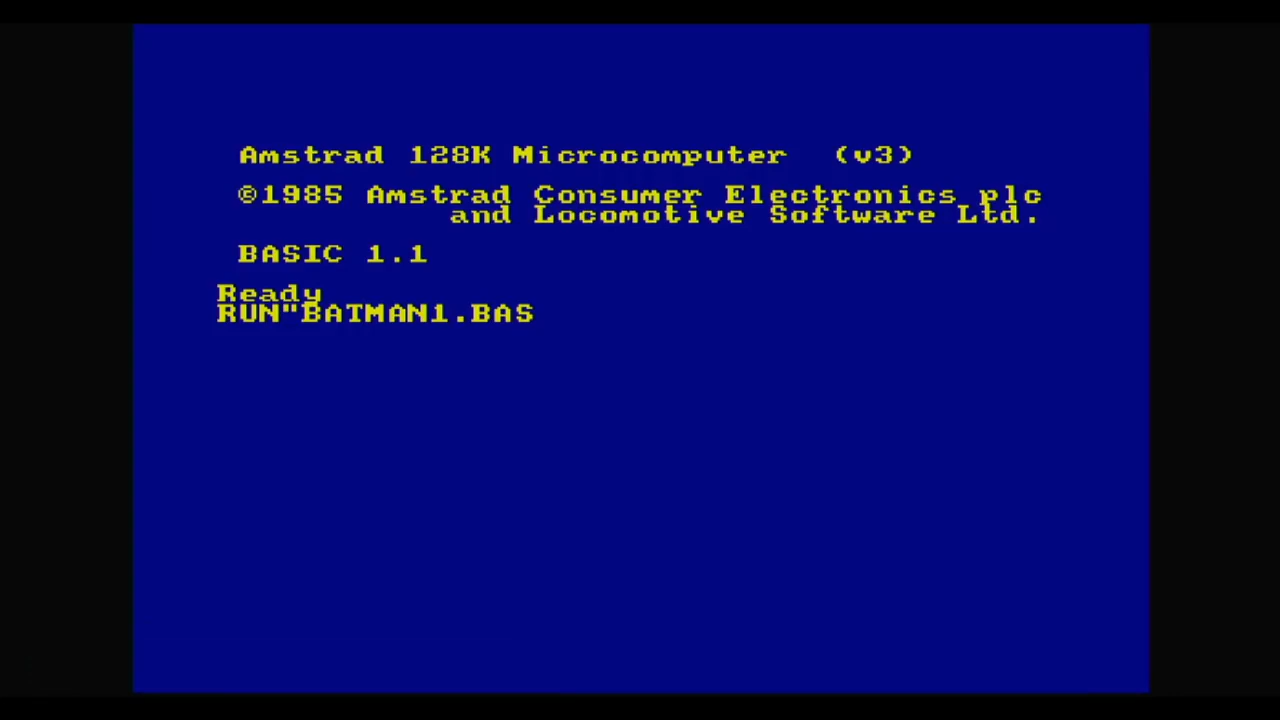 Amstrad 128K Microcomputer (v3)
©1985 Amstrad Consumer Electronics plc
and Locomotive Software Ltd.
BASIC 1.1
Ready
RUN"BATMAN1.BAS